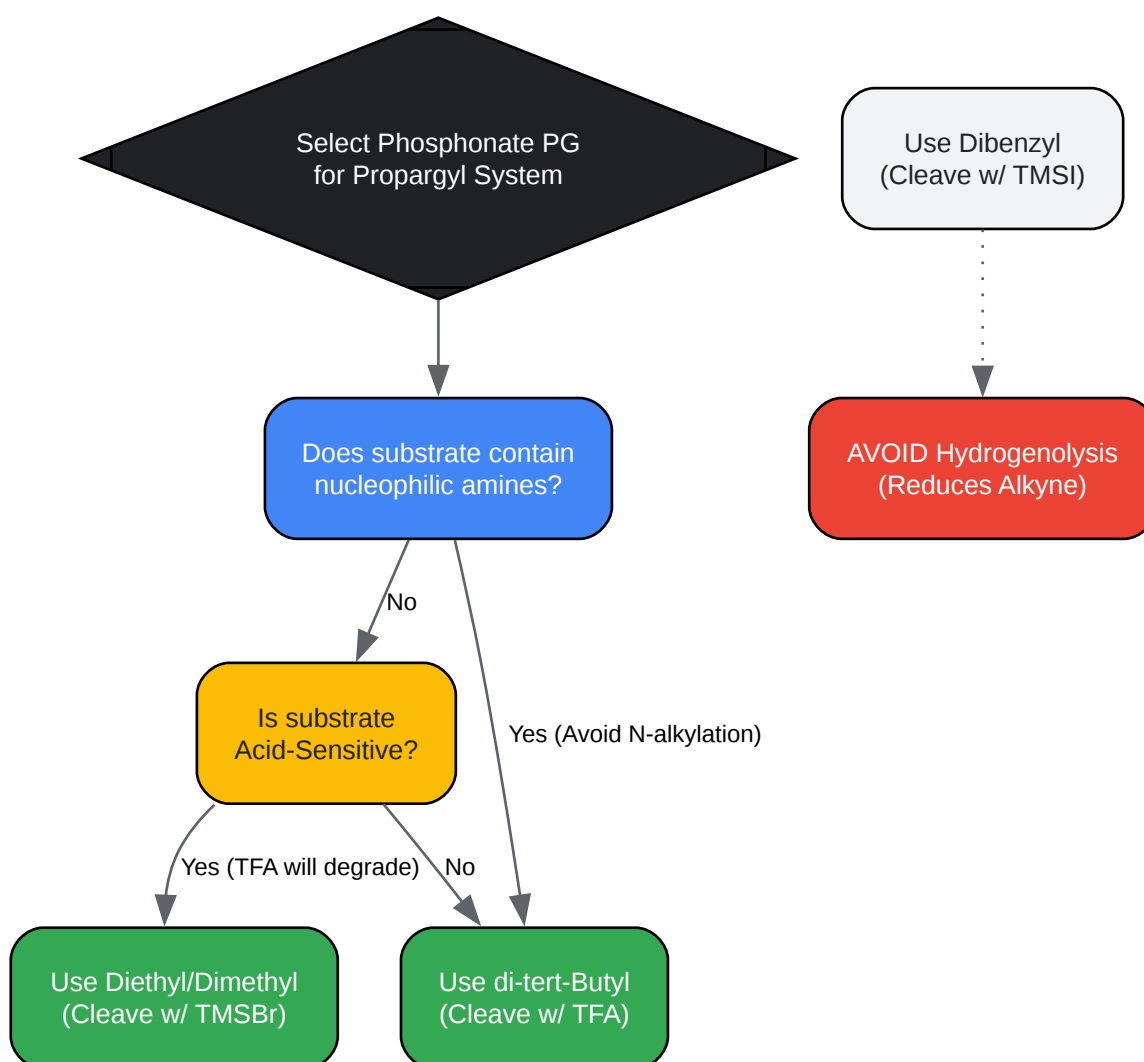 Select Phosphonate PG
for Propargyl System
Use Dibenzyl
(Cleave w/ TMSI)
Does substrate contain
nucleophilic amines?
AVOID Hydrogenolysis
(Reduces Alkyne)
No
Is substrate
Acid-Sensitive?
Yes (Avoid N-alkylation)
Yes (TFA will degrade)
No
Use Diethyl/Dimethyl
(Cleave w/ TMSBr)
Use di-tert-Butyl
(Cleave w/ TFA)